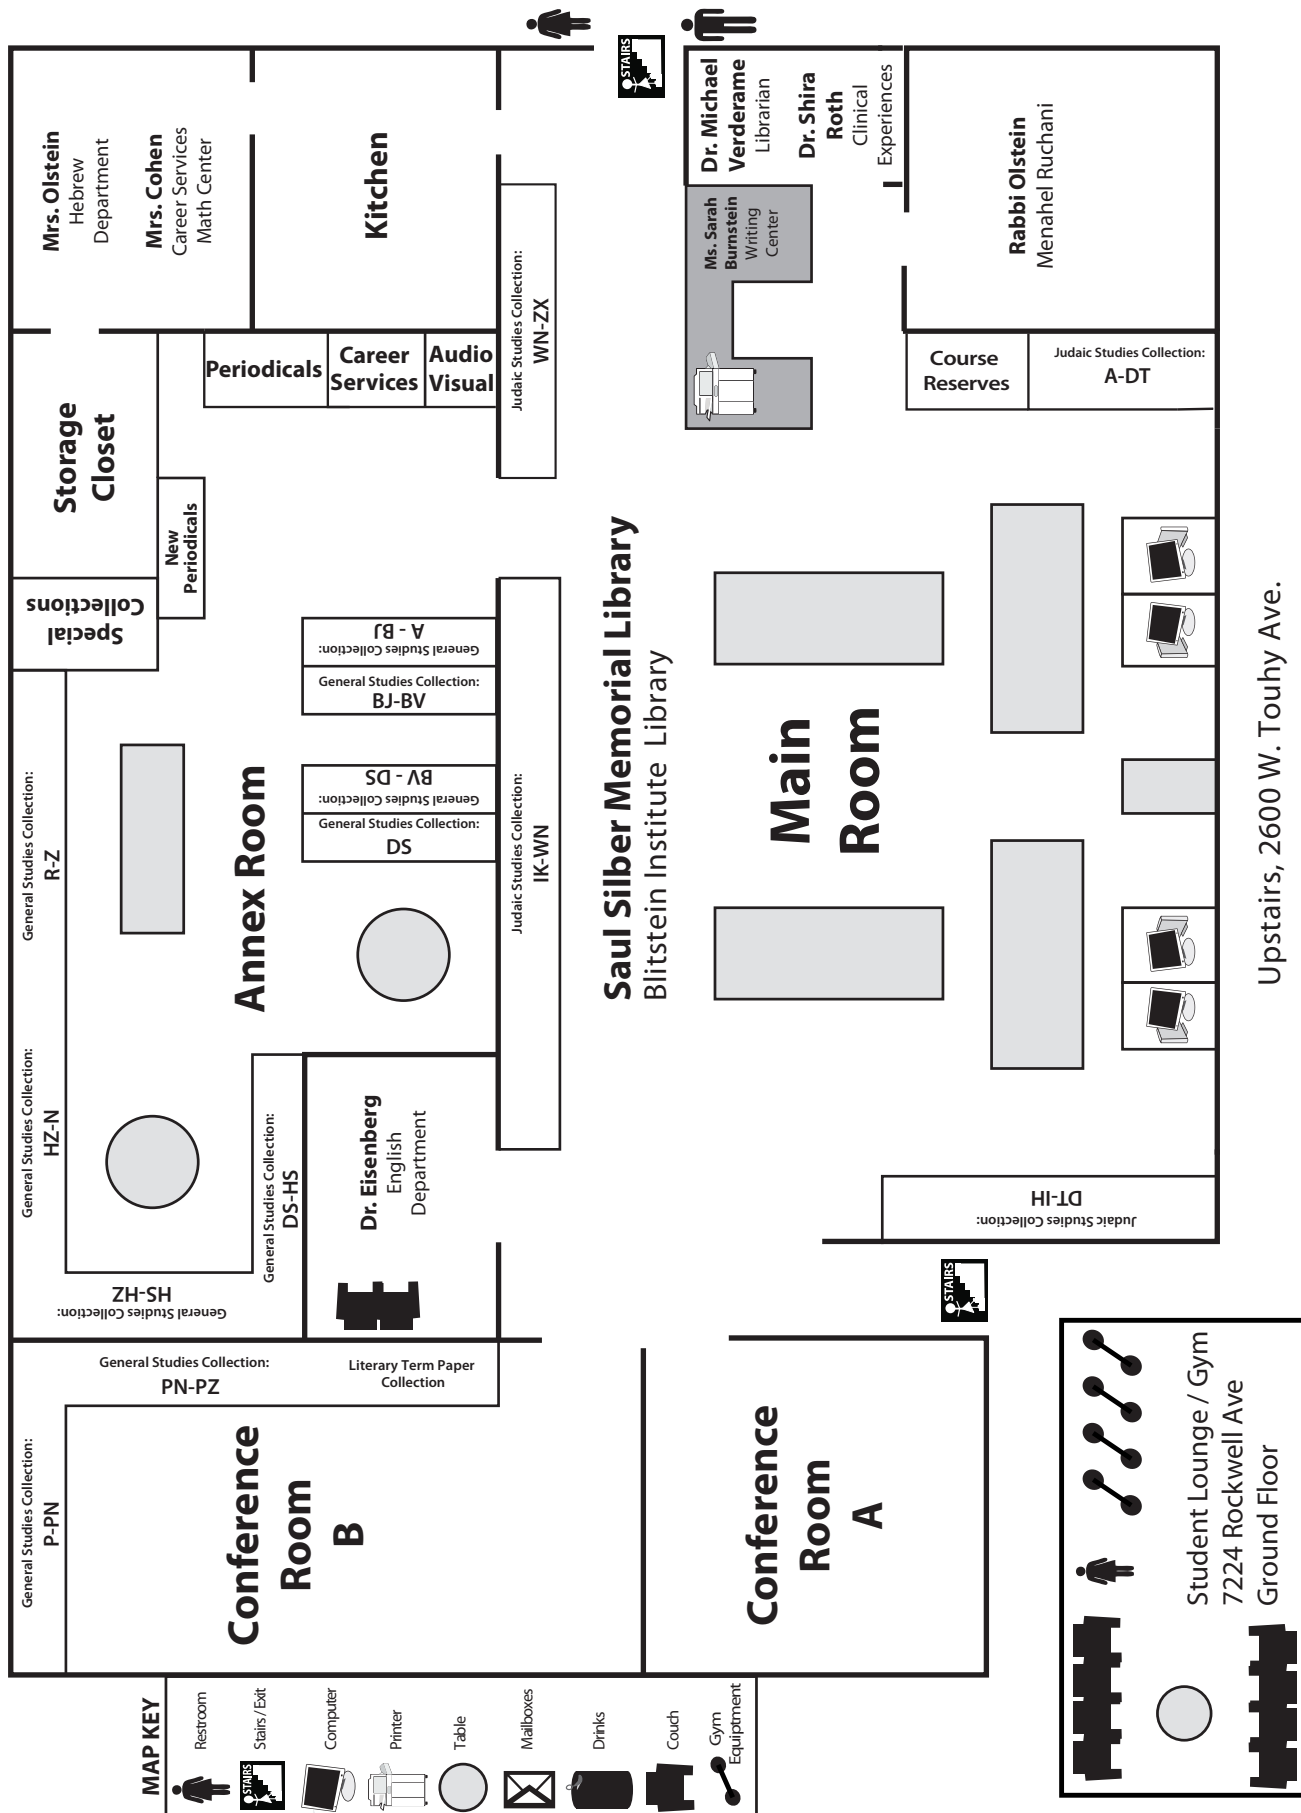 MAP KEY
Restroom
STAIRS
Stairs / Exit
Computer
Printer
Table
Mailboxes
Drinks
Couch
Gym
Equiptment
General Studies Collection:
P-PN
General Studies Collection:
PN-PZ
Literary Term Paper
Collection
Conference
Room
B
Conference
Room
A
General Studies Collection:
HS-HZ
General Studies Collection:
HZ-N
General Studies Collection:
DS-HS
General Studies Collection:
R-Z
Dr. Eisenberg
English
Department
Annex Room
General Studies Collection:
DS
General Studies Collection:
BV - DS
General Studies Collection:
BJ-BV
General Studies Collection:
A - BJ
Special
Collections
New
Periodicals
Storage
Closet
Periodicals
Career
Services
Audio
Visual
Mrs. Olstein
Hebrew
Department
Mrs. Cohen
Career Services
Math Center
Kitchen
Judaic Studies Collection:
IK-WN
Judaic Studies Collection:
WN-ZX
Saul Silber Memorial Library
Blitstein Institute Library
Main
Room
STAIRS
Dr. Michael
Verderame
Librarian
Dr. Shira
Roth
Clinical
Experiences
Ms. Sarah
Burnstein
Writing
Center
Rabbi Olstein
Menahel Ruchani
Course
Reserves
Judaic Studies Collection:
A-DT
Judaic Studies Collection:
DT-IH
STAIRS
Upstairs, 2600 W. Touhy Ave.
Student Lounge / Gym
7224 Rockwell Ave
Ground Floor